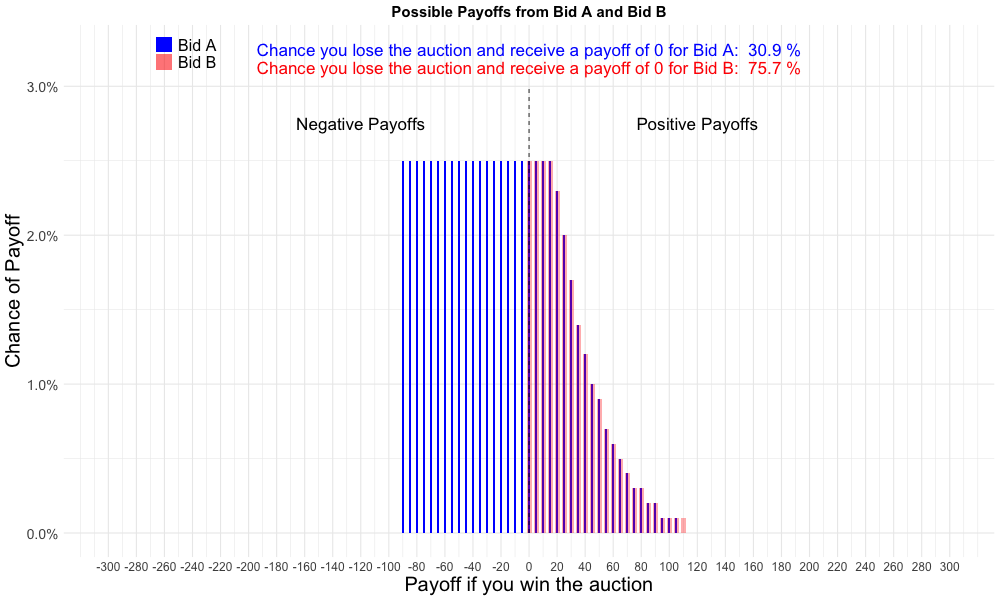 Possible Payoffs from Bid A and Bid B
Bid A
Bid B
Chance you lose the auction and receive a payoff of 0 for Bid A: 30.9 %
Chance you lose the auction and receive a payoff of 0 for Bid B: 75.7 %
Negative Payoffs
Positive Payoffs
Chance of Payoff
3.0%
2.0%
1.0%
0.0%
-300 -280 -260 -240 -220 -200 -180 -160 -140 -120 -100 -80 -60 -40 -20 0 20 40 60 80 100 120 140 160 180 200 220 240 260 280 300
Payoff if you win the auction